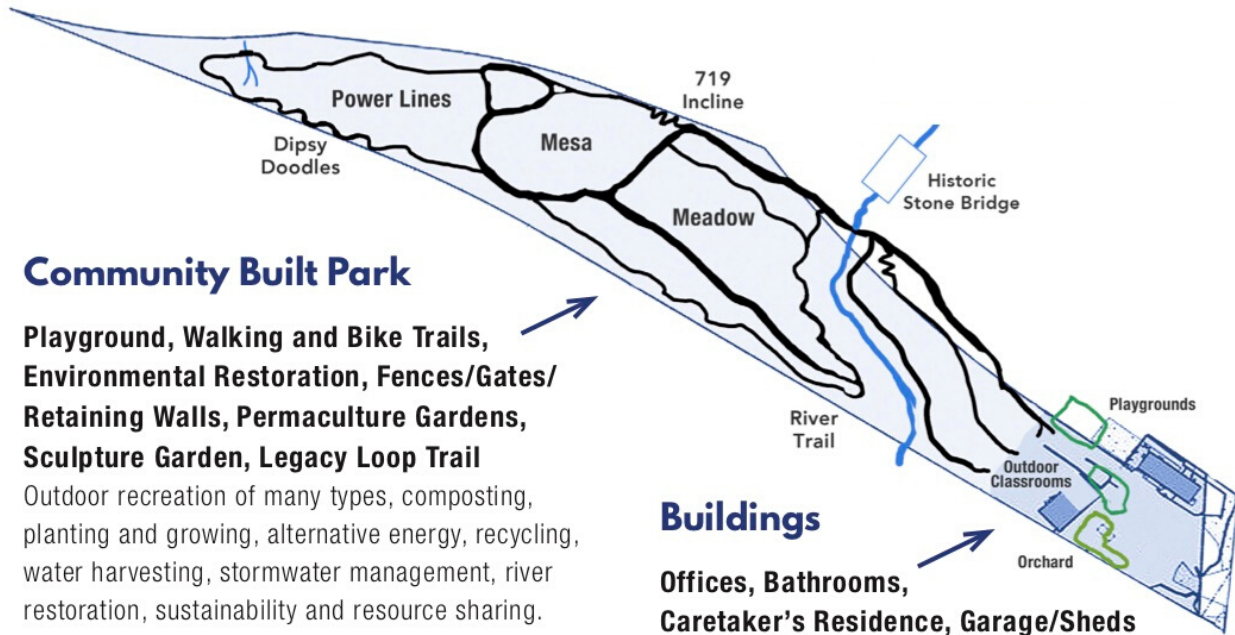 719
Incline
Power Lines
Mesa
Dipsy
Doodles
Historic
Stone Bridge
Meadow
Community Built Park
Playground, Walking and Bike Trails,
Environmental Restoration, Fences/Gates/
Retaining Walls, Permaculture Gardens,
Sculpture Garden, Legacy Loop Trail
Outdoor recreation of many types, composting,
planting and growing, alternative energy, recycling,
water harvesting, stormwater management, river
restoration, sustainability and resource sharing.
River
Trail
Playgrounds
Outdoor
Classrooms
Orchard
Buildings
Offices, Bathrooms,
Caretaker's Residence, Garage/Sheds